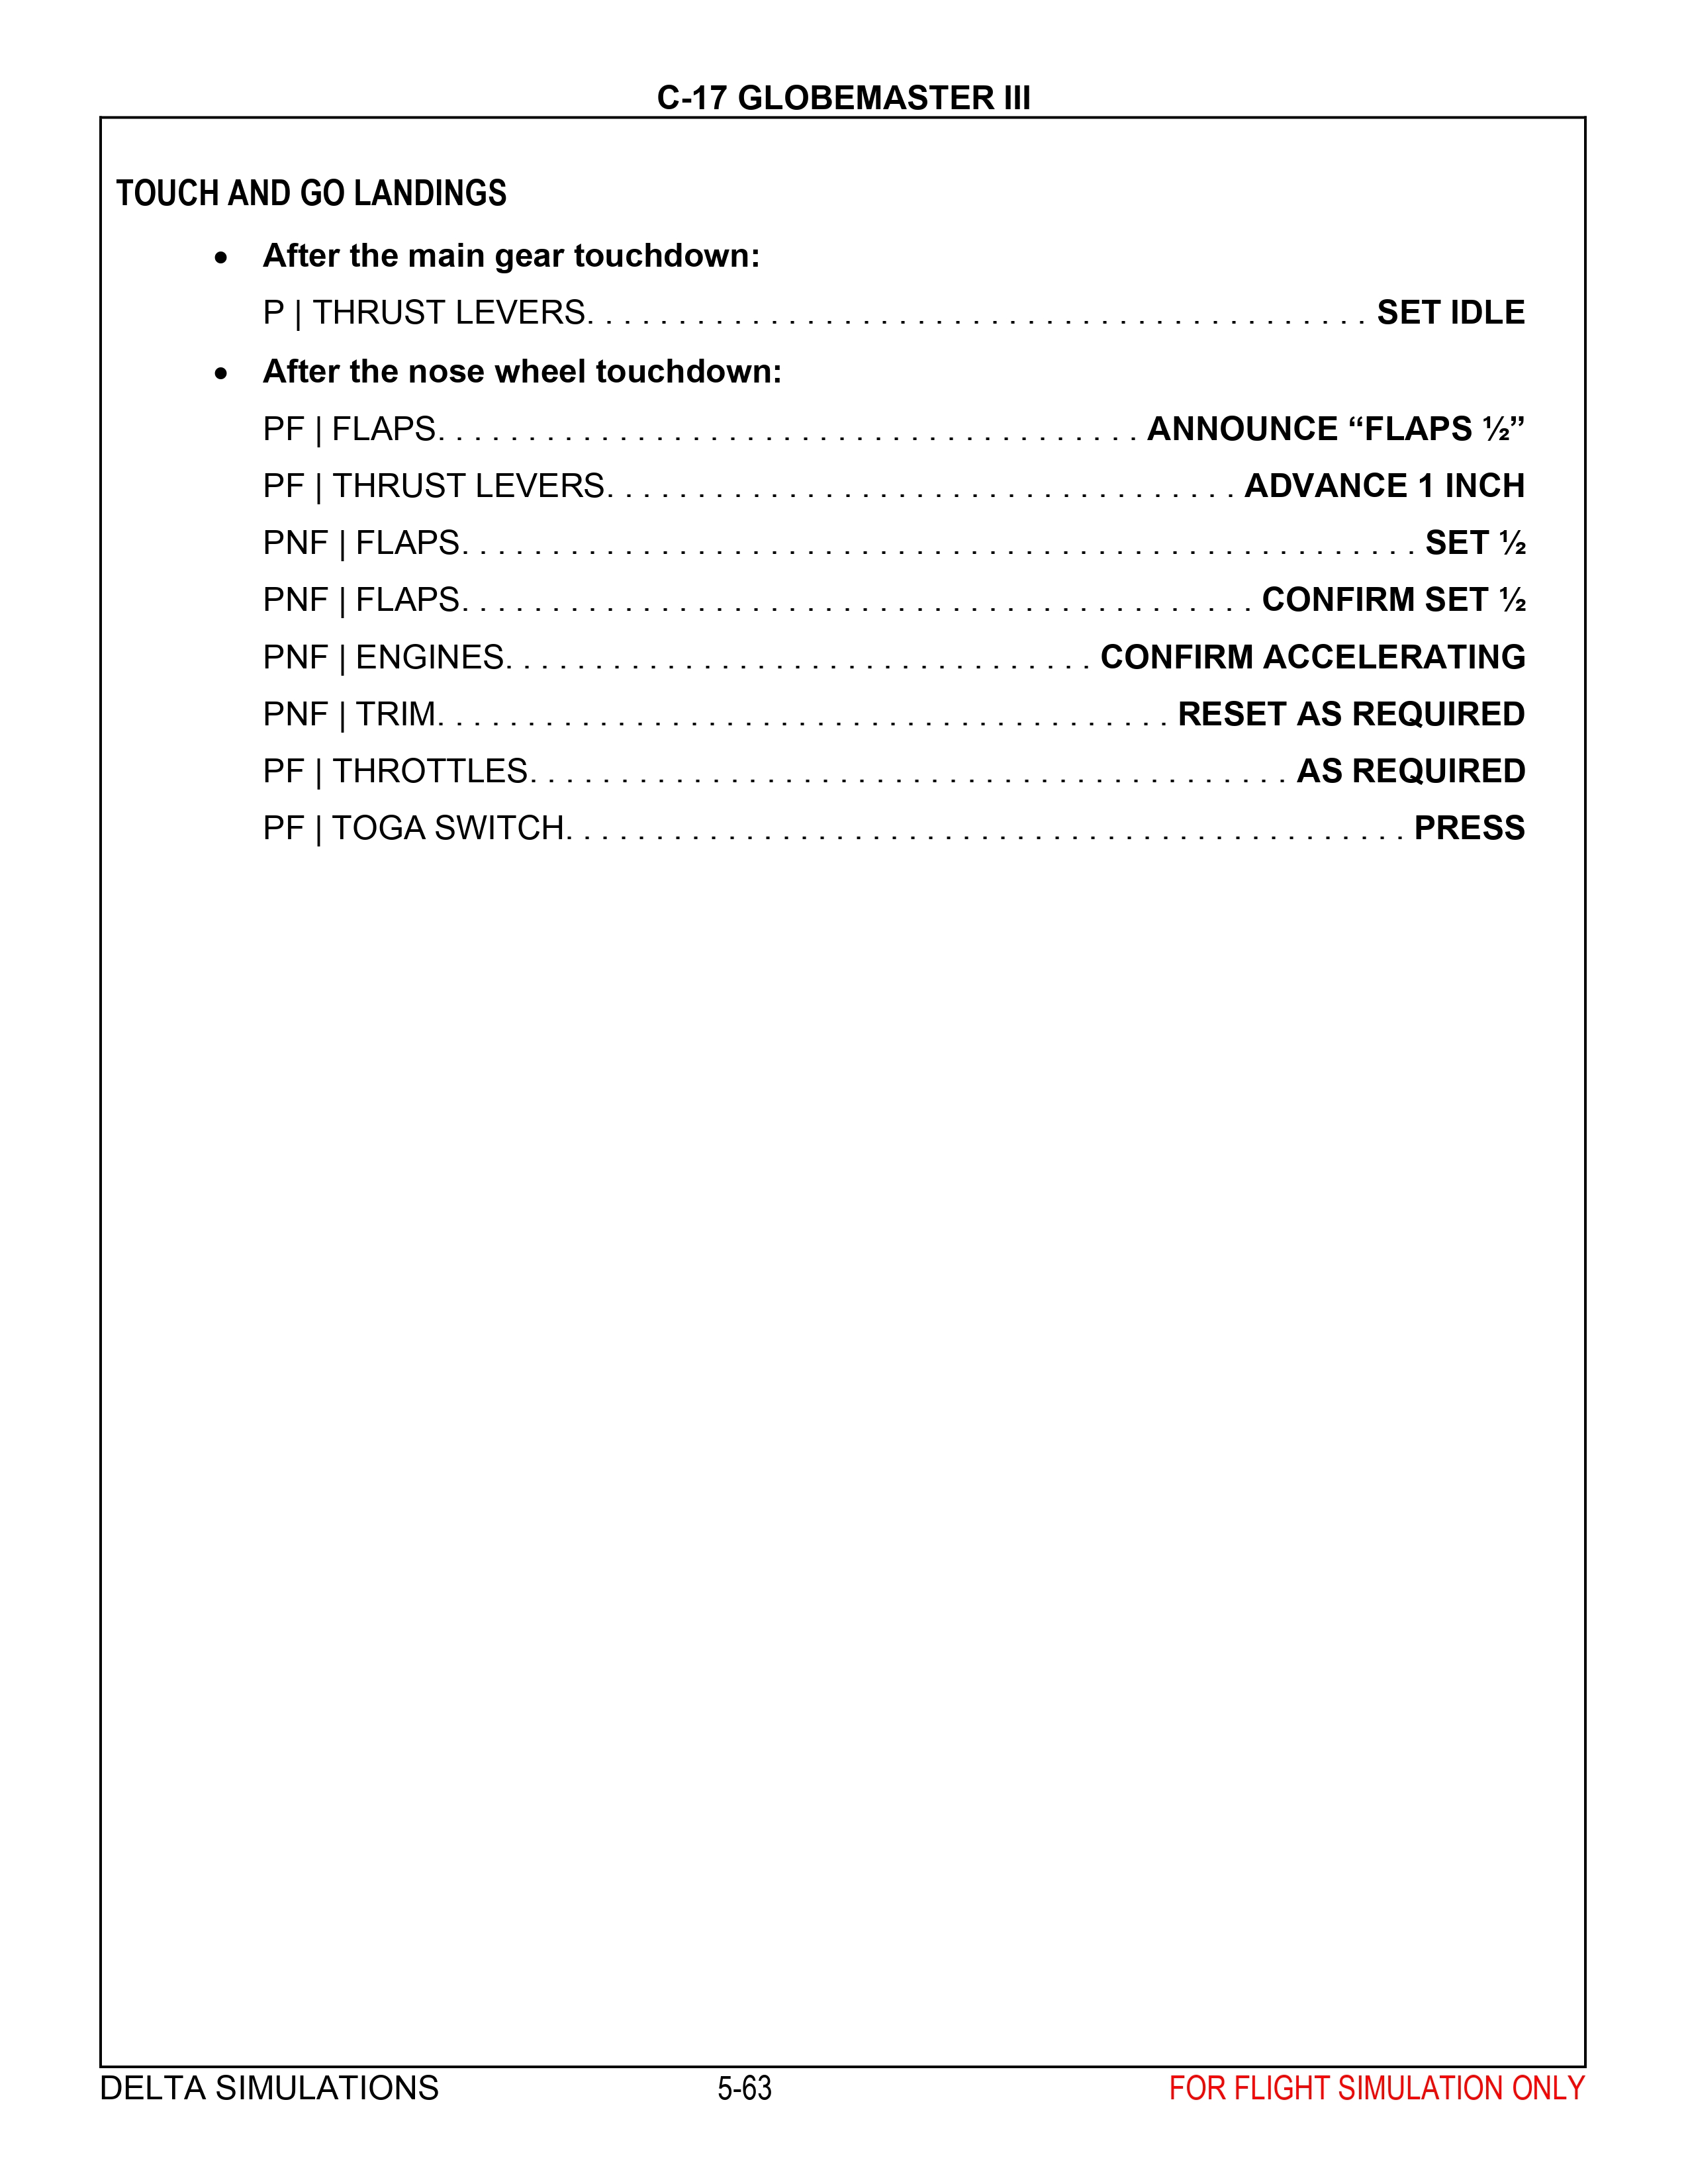 C-17 GLOBEMASTER III
TOUCH AND GO LANDINGS
• After the main gear touchdown:
P | THRUST LEVERS. . . . . . . . . . . . . . . . . . . . . . . . . . . . . . . . . . . . . . . . . . . SET IDLE
• After the nose wheel touchdown:
PF | FLAPS. . . . . . . . . . . . . . . . . . . . . . . . . . . . . . . . . . . . . . . ANNOUNCE “FLAPS ½”
PF | THRUST LEVERS. . . . . . . . . . . . . . . . . . . . . . . . . . . . . . . . . . . ADVANCE 1 INCH
PNF | FLAPS. . . . . . . . . . . . . . . . . . . . . . . . . . . . . . . . . . . . . . . . . . . . . . . . . . . . . SET ½
PNF | FLAPS. . . . . . . . . . . . . . . . . . . . . . . . . . . . . . . . . . . . . . . . . . . . CONFIRM SET ½
PNF | ENGINES. . . . . . . . . . . . . . . . . . . . . . . . . . . . . . . . . CONFIRM ACCELERATING
PNF | TRIM. . . . . . . . . . . . . . . . . . . . . . . . . . . . . . . . . . . . . . . . . RESET AS REQUIRED
PF | THROTTLES. . . . . . . . . . . . . . . . . . . . . . . . . . . . . . . . . . . . . . . . . . AS REQUIRED
PF | TOGA SWITCH. . . . . . . . . . . . . . . . . . . . . . . . . . . . . . . . . . . . . . . . . . . . . . . PRESS
DELTA SIMULATIONS 5-63 FOR FLIGHT SIMULATION ONLY